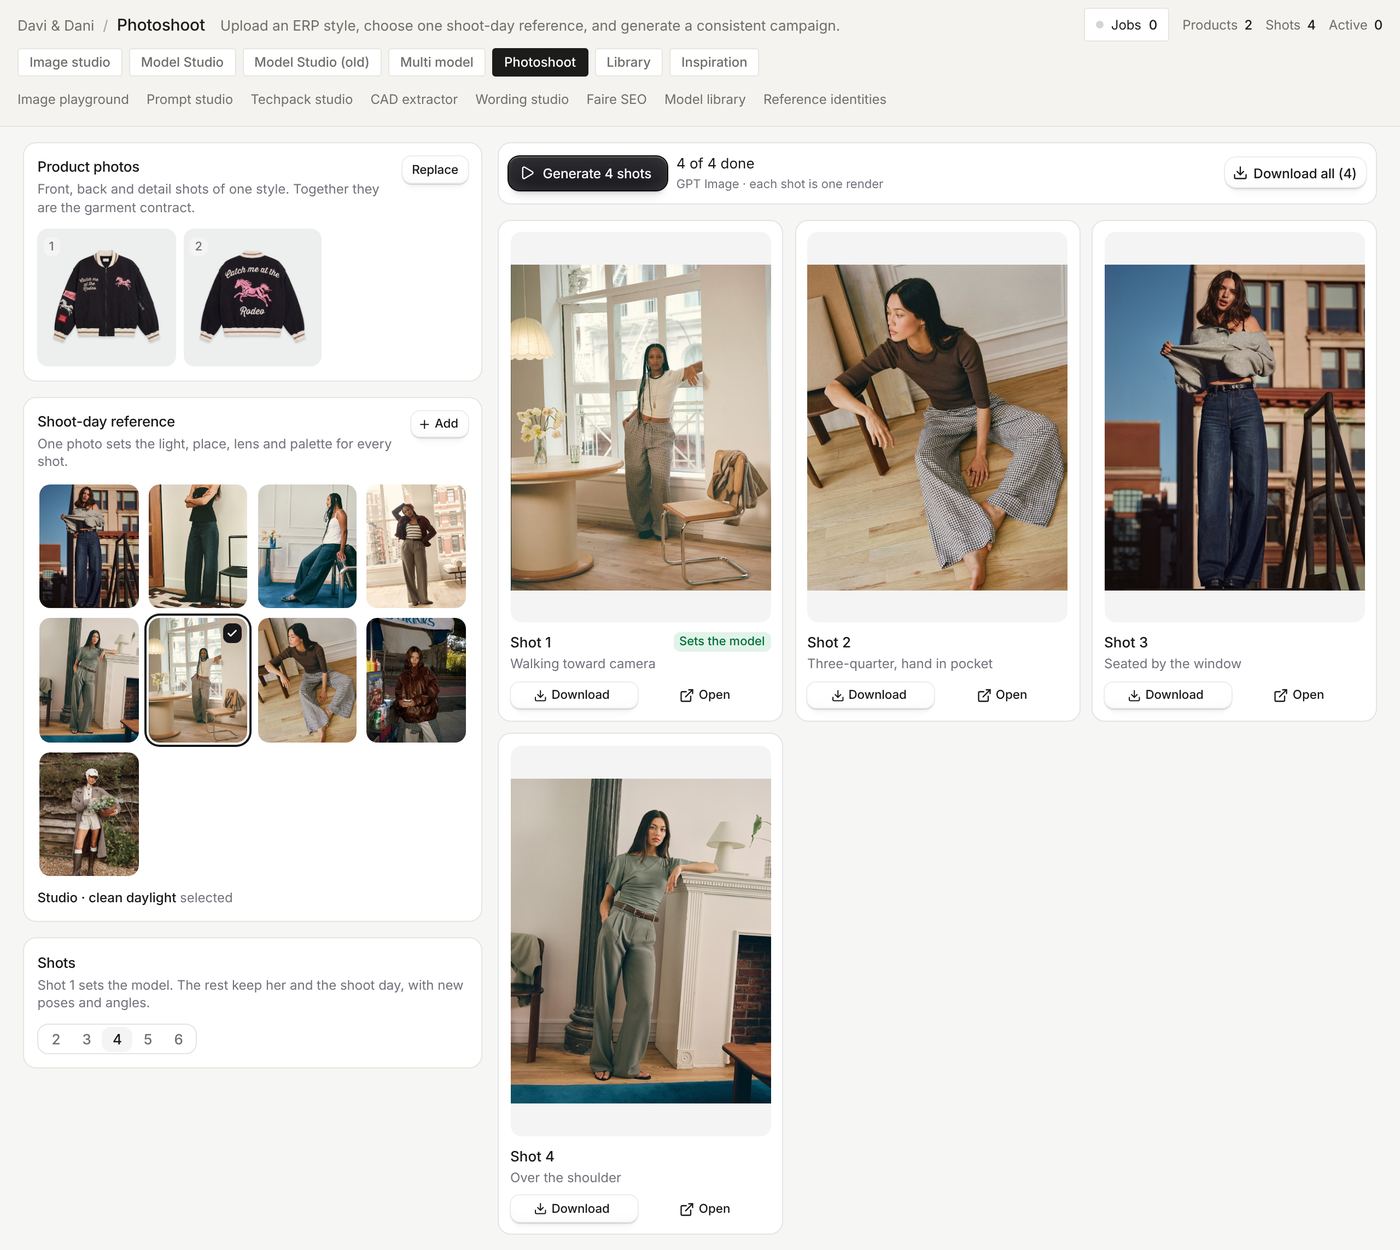 Davi & Dani / Photoshoot Upload an ERP style, choose one shoot-day reference, and generate a consistent campaign.
Jobs 0 Products 2 Shots 4 Active 0
Image studio Model Studio Model Studio (old) Multi model Photoshoot Library Inspiration
Image playground Prompt studio Techpack studio CAD extractor Wording studio Faire SEO Model library Reference identities
Product photos
Replace
Front, back and detail shots of one style. Together they
are the garment contract.
1
Catch me
at the
Rodeo
2
Catch me at the
Rodeo
Shoot-day reference
+ Add
One photo sets the light, place, lens and palette for every
shot.
Studio · clean daylight selected
Shots
Shot 1 sets the model. The rest keep her and the shoot day, with new
poses and angles.
2 3 4 5 6
Generate 4 shots
4 of 4 done
GPT Image · each shot is one render
Download all (4)
Shot 1
Sets the model
Walking toward camera
Download Open
Shot 2
Three-quarter, hand in pocket
Download Open
Shot 3
Seated by the window
Download Open
Shot 4
Over the shoulder
Download Open